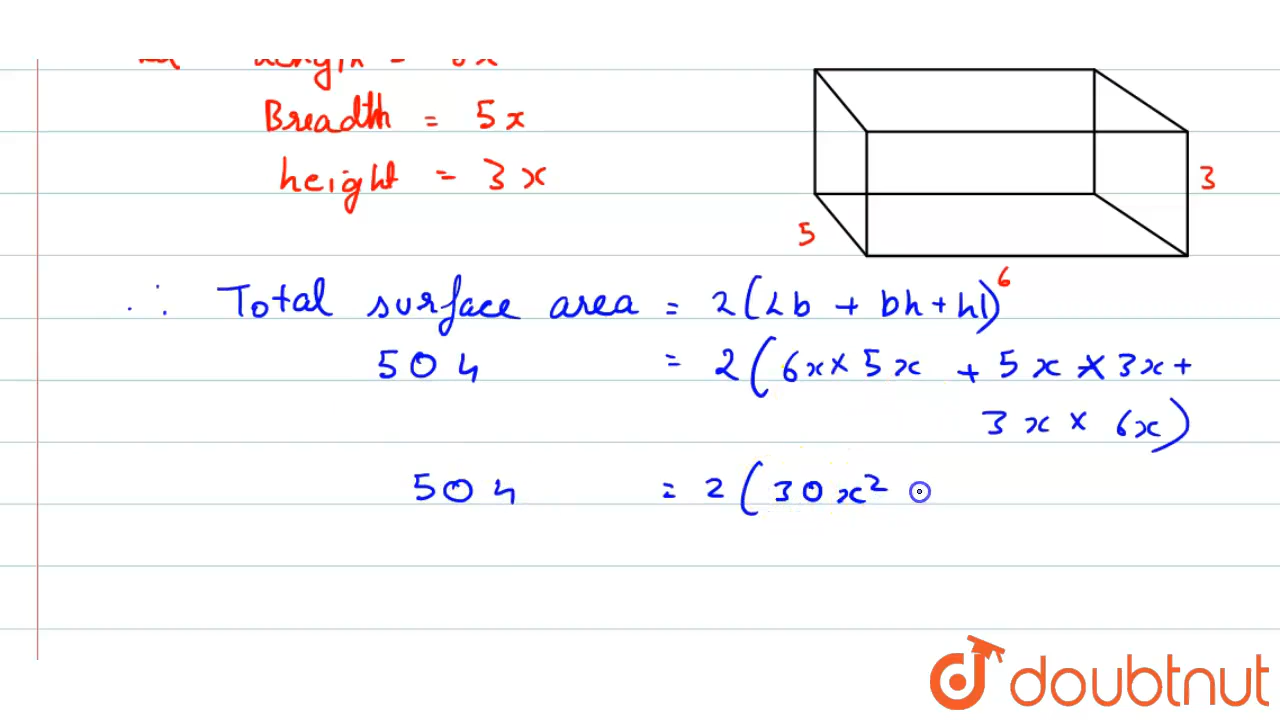 Breadth = 5x
height = 3x
3
5
6
∴ Total surface area = 2(Lb + bh + hl)
504 = 2(6x × 5x + 5x × 3x +
3x × 6x)
504 = 2(30x²
doubtnut